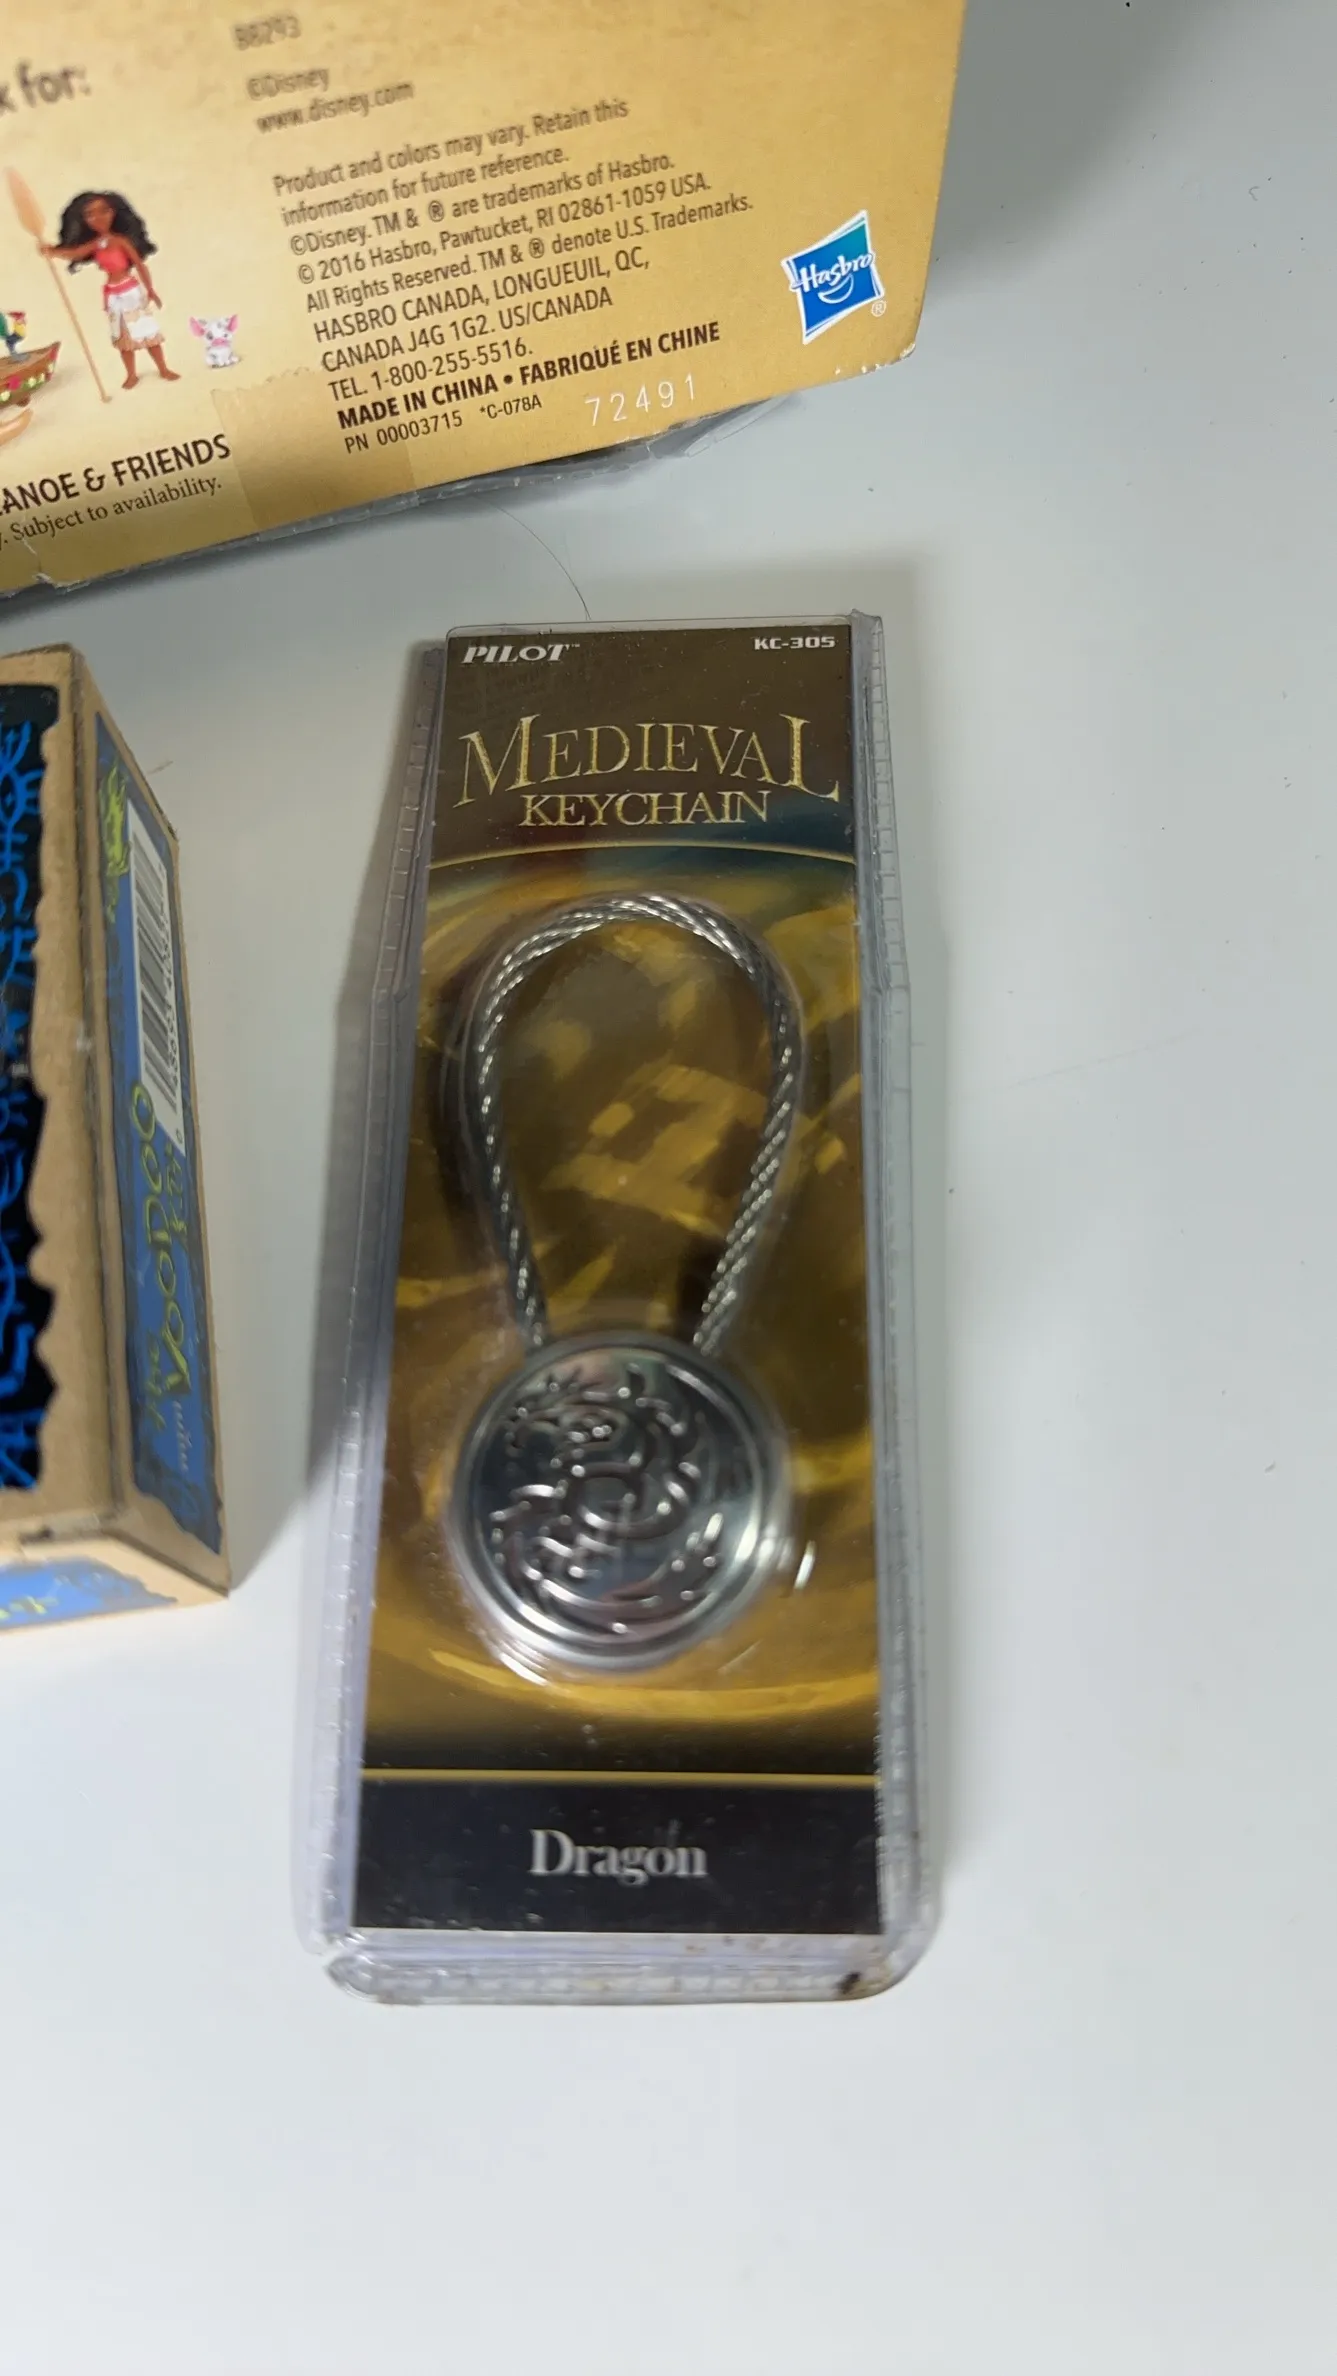 B8293
k for:
©Disney
www.disney.com
Product and colors may vary. Retain this
information for future reference.
©Disney. TM & ® are trademarks of Hasbro.
© 2016 Hasbro, Pawtucket, RI 02861-1059 USA.
All Rights Reserved. TM & ® denote U.S. Trademarks.
HASBRO CANADA, LONGUEUIL, QC,
CANADA J4G 1G2. US/CANADA
TEL. 1-800-255-5516.
MADE IN CHINA • FABRIQUÉ EN CHINE
PN 00003715 *C-078A
72491
Hasbro®
ANOE & FRIENDS
. Subject to availability.
PILOT™
KC-305
MEDIEVAL
KEYCHAIN
Dragon
VOODOO